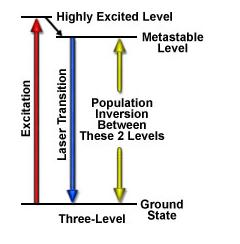 Highly Excited Level
Metastable
Level
Excitation
Laser Transition
Population
Inversion
Between
These 2 Levels
Ground
State
Three-Level